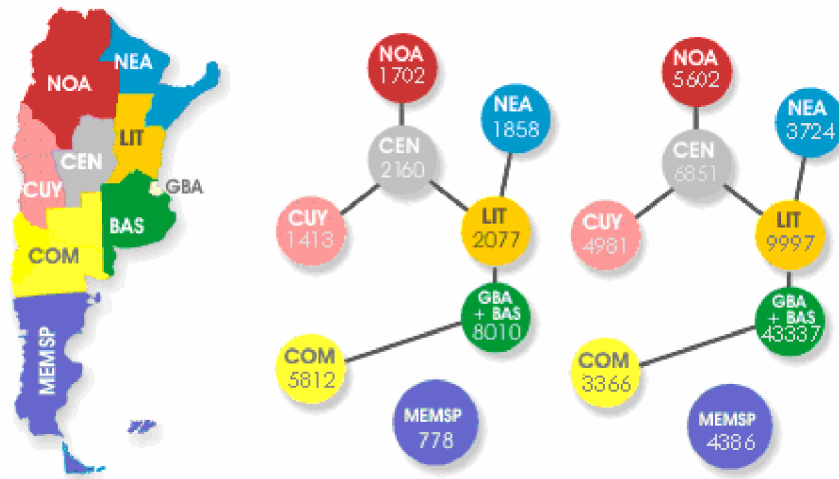 NOA
NEA
LIT
CEN
CUY
GBA
BAS
COM
MEMSP
NOA
1702
NEA
1858
CEN
2160
CUY
1413
LIT
2077
GBA
+ BAS
8010
COM
5812
MEMSP
778
NOA
5602
NEA
3724
CEN
6851
CUY
4981
LIT
9997
GBA
+ BAS
43337
COM
3366
MEMSP
4386